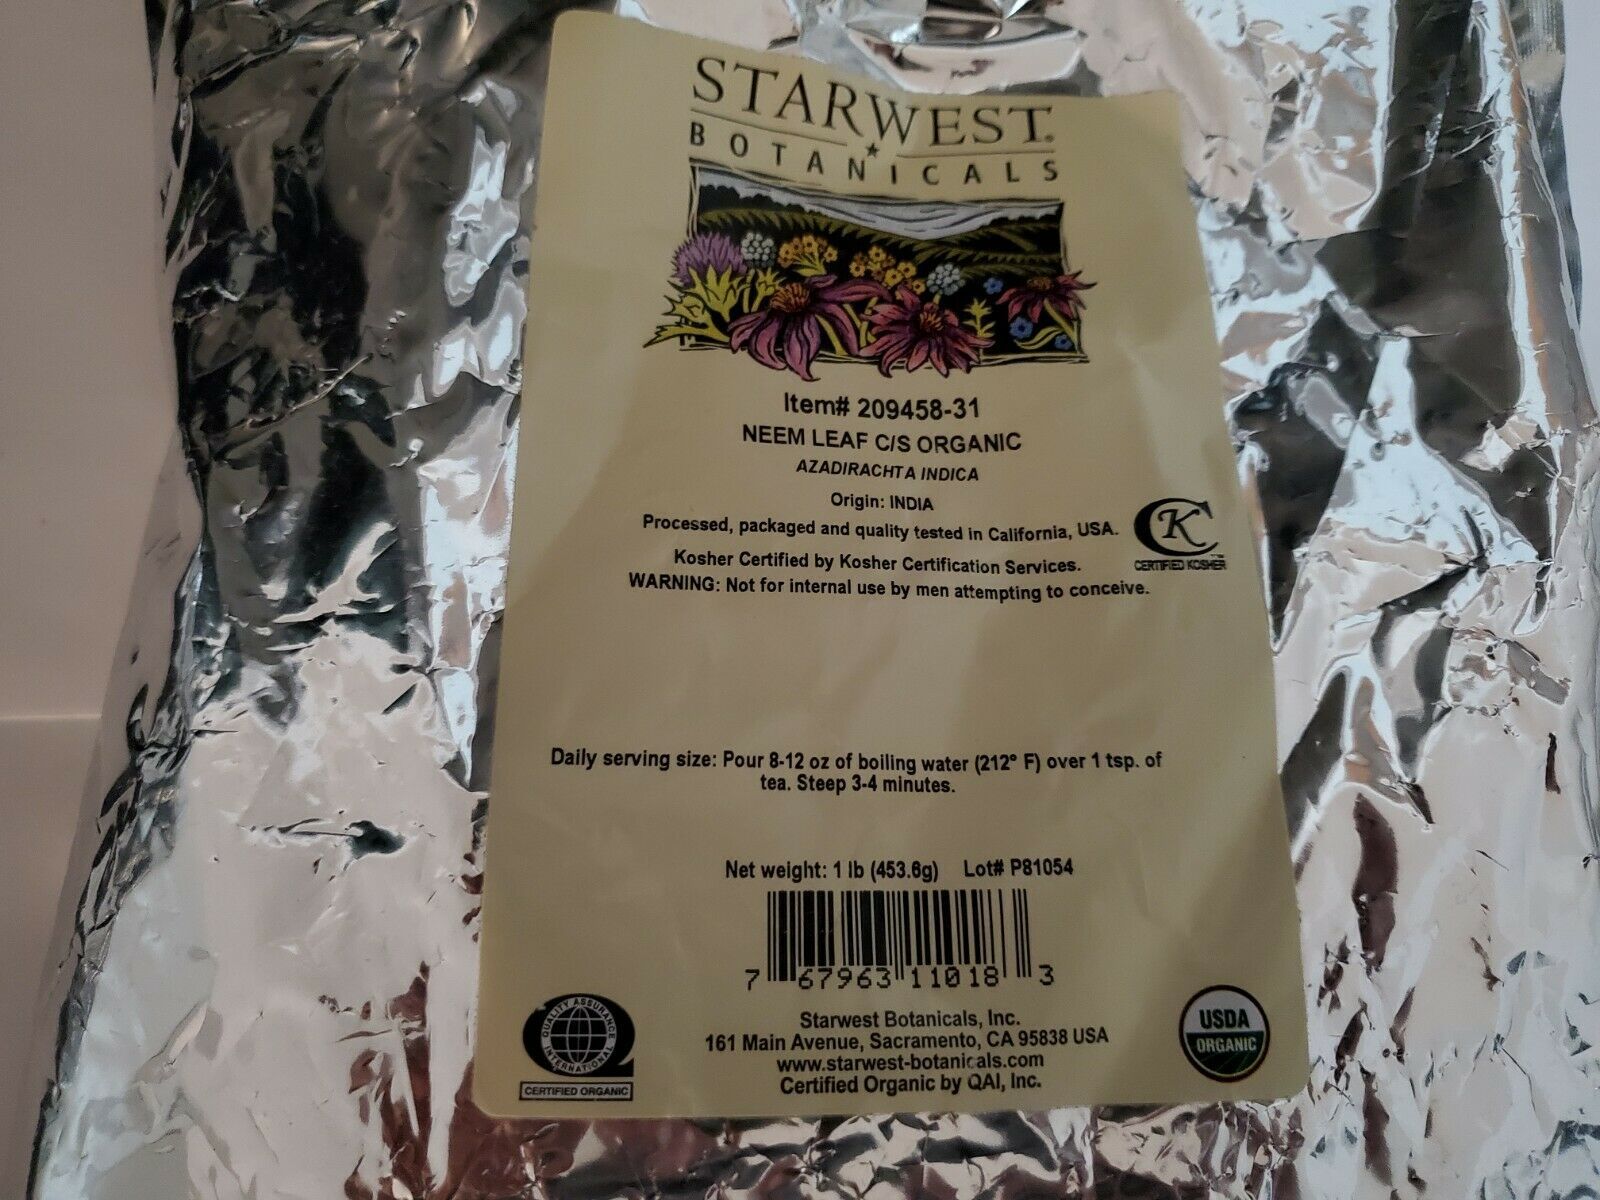 STARWEST
BOTANICALS
Item# 209458-31
NEEM LEAF C/S ORGANIC
AZADIRACHTA INDICA
Origin: INDIA
Processed, packaged and quality tested in California, USA.
Kosher Certified by Kosher Certification Services.
WARNING: Not for internal use by men attempting to conceive.
CK
CERTIFIED KOSHER™
Daily serving size: Pour 8-12 oz of boiling water (212° F) over 1 tsp. of
tea. Steep 3-4 minutes.
Net weight: 1 lb (453.6g) Lot# P81054
7 67963 11018 3
Starwest Botanicals, Inc.
161 Main Avenue, Sacramento, CA 95838 USA
www.starwest-botanicals.com
Certified Organic by QAI, Inc.
QUALITY ASSURANCE
INTERNATIONAL
CERTIFIED ORGANIC
USDA
ORGANIC